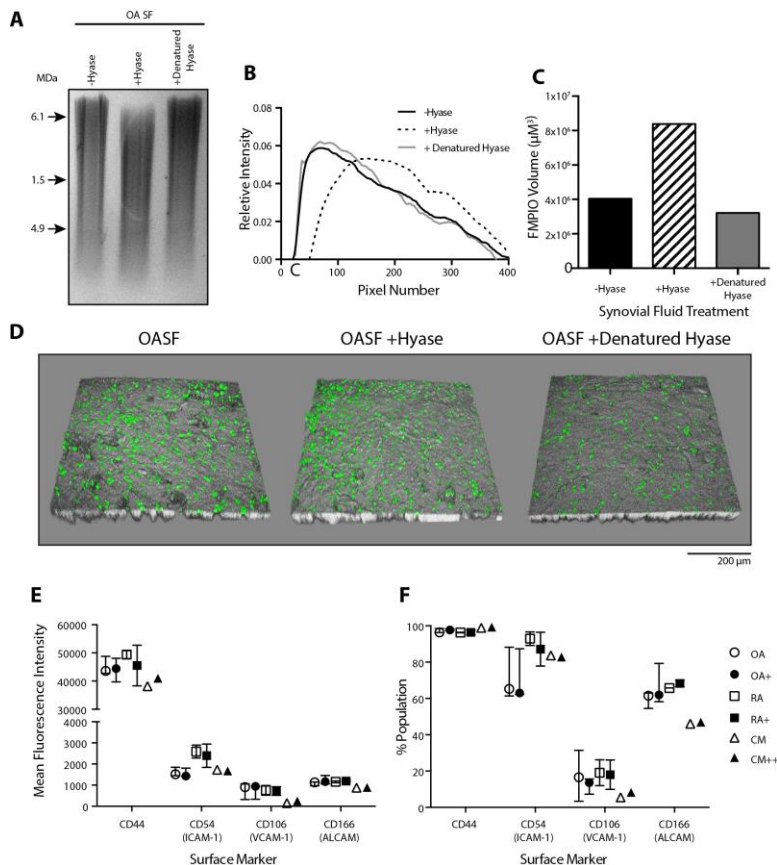 A
OA SF
-Hyase
+Hyase
+Denatured
Hyase
MDa
6.1
1.5
4.9
B
Reletive Intensity
0.08
0.06
0.04
0.02
0.00
-Hyase
+Hyase
+ Denatured Hyase
C 100 200 300 400
Pixel Number
C
FMPIO Volume (μM³)
1x10⁷
8x10⁶
6x10⁶
4x10⁶
2x10⁶
0
-Hyase +Hyase +Denatured
Hyase
Synovial Fluid Treatment
D
OASF OASF +Hyase OASF +Denatured Hyase
200 μm
E
Mean Fluorescence Intensity
60000
50000
40000
30000
3000
2000
1000
0
CD44 CD54 CD106 CD166
(ICAM-1) (VCAM-1) (ALCAM)
Surface Marker
F
% Population
100
80
60
40
20
0
CD44 CD54 CD106 CD166
(ICAM-1) (VCAM-1) (ALCAM)
Surface Marker
OA
OA+
RA
RA+
CM
CM++